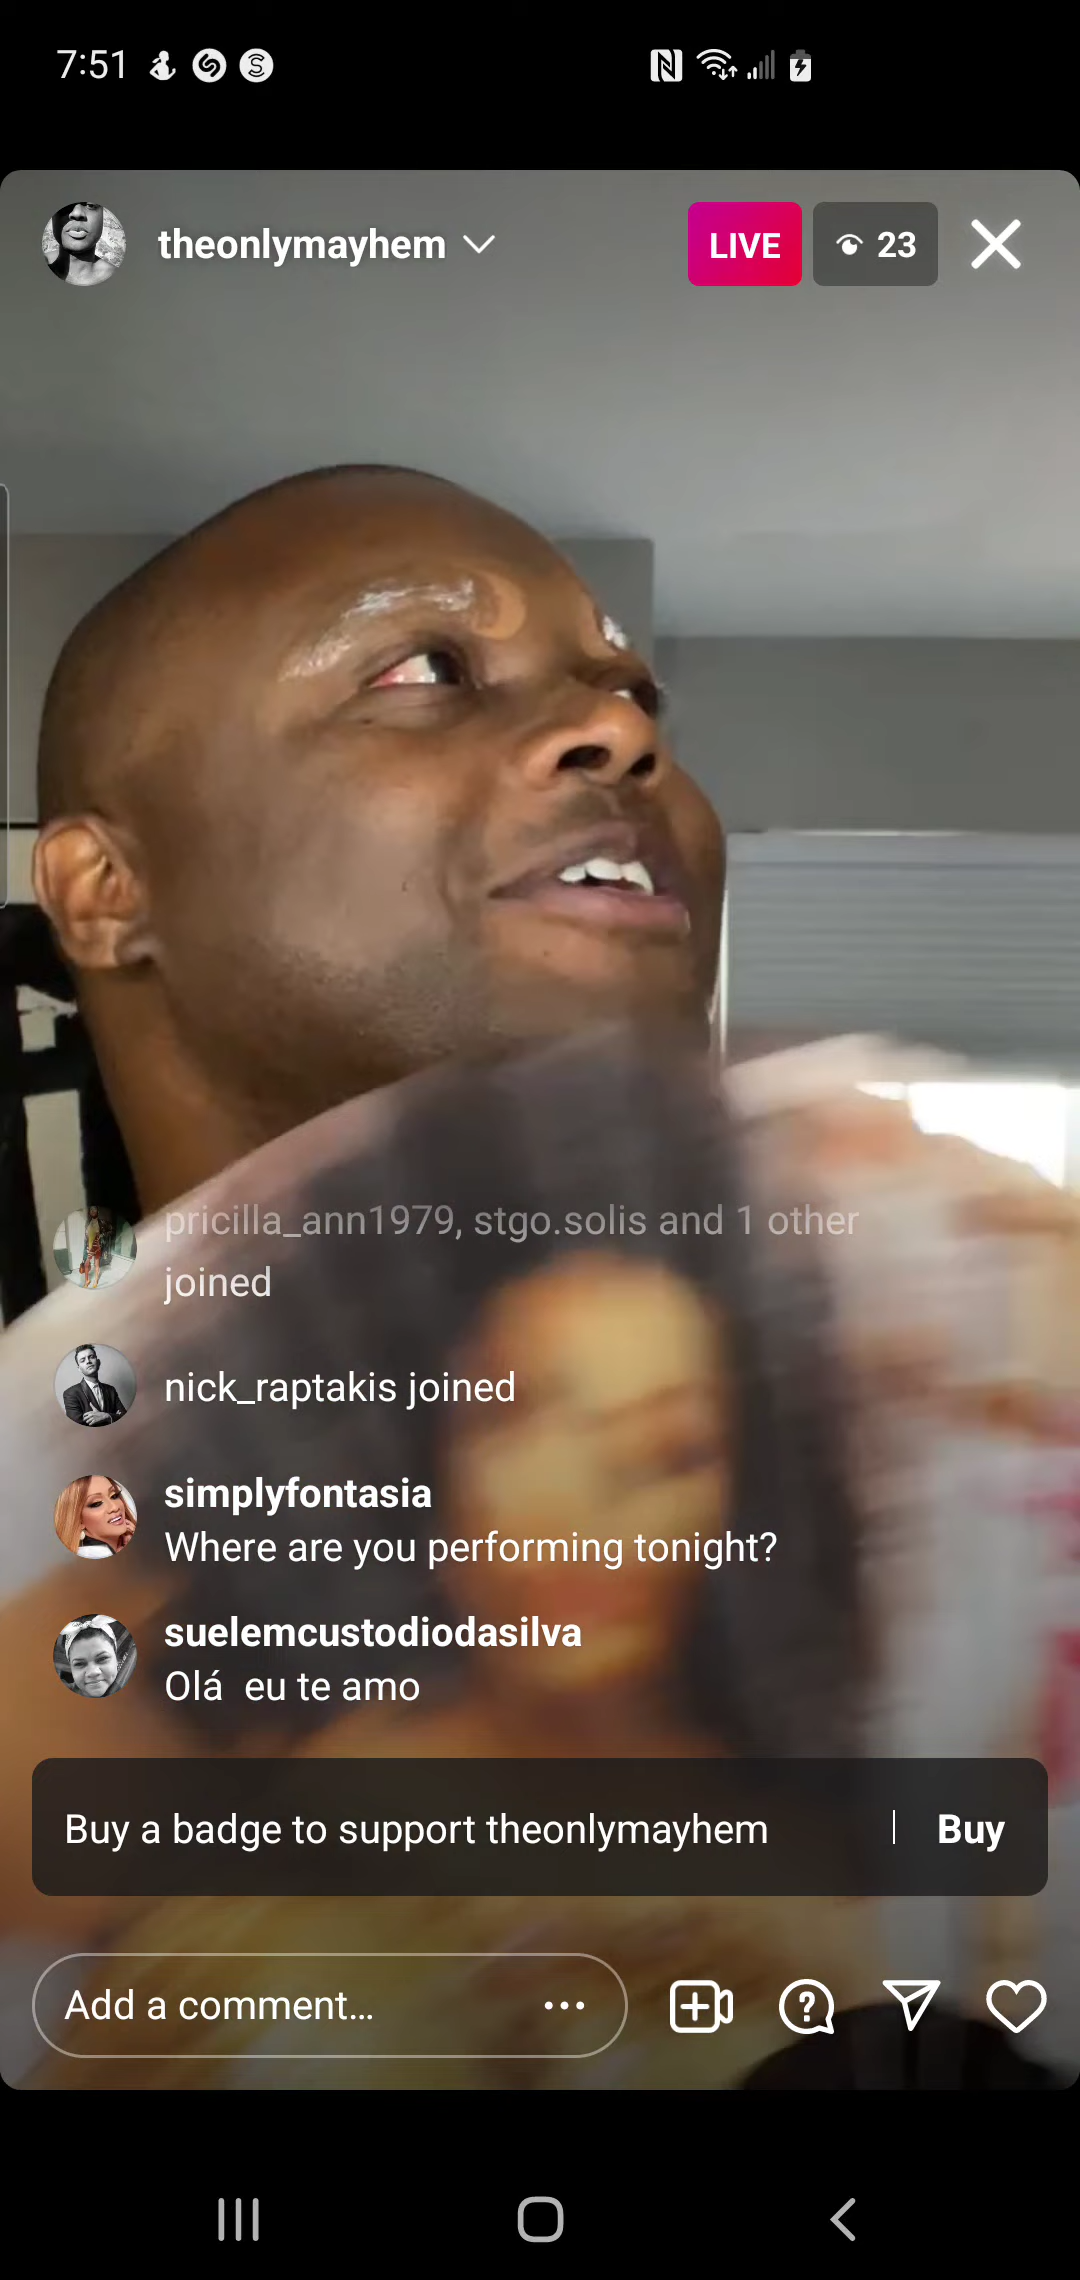 7:51
theonlymayhem
LIVE
23
pricilla_ann1979, stgo.solis and 1 other
joined
nick_raptakis joined
simplyfontasia
Where are you performing tonight?
suelemcustodiodasilva
Olá  eu te amo
Buy a badge to support theonlymayhem
Buy
Add a comment...